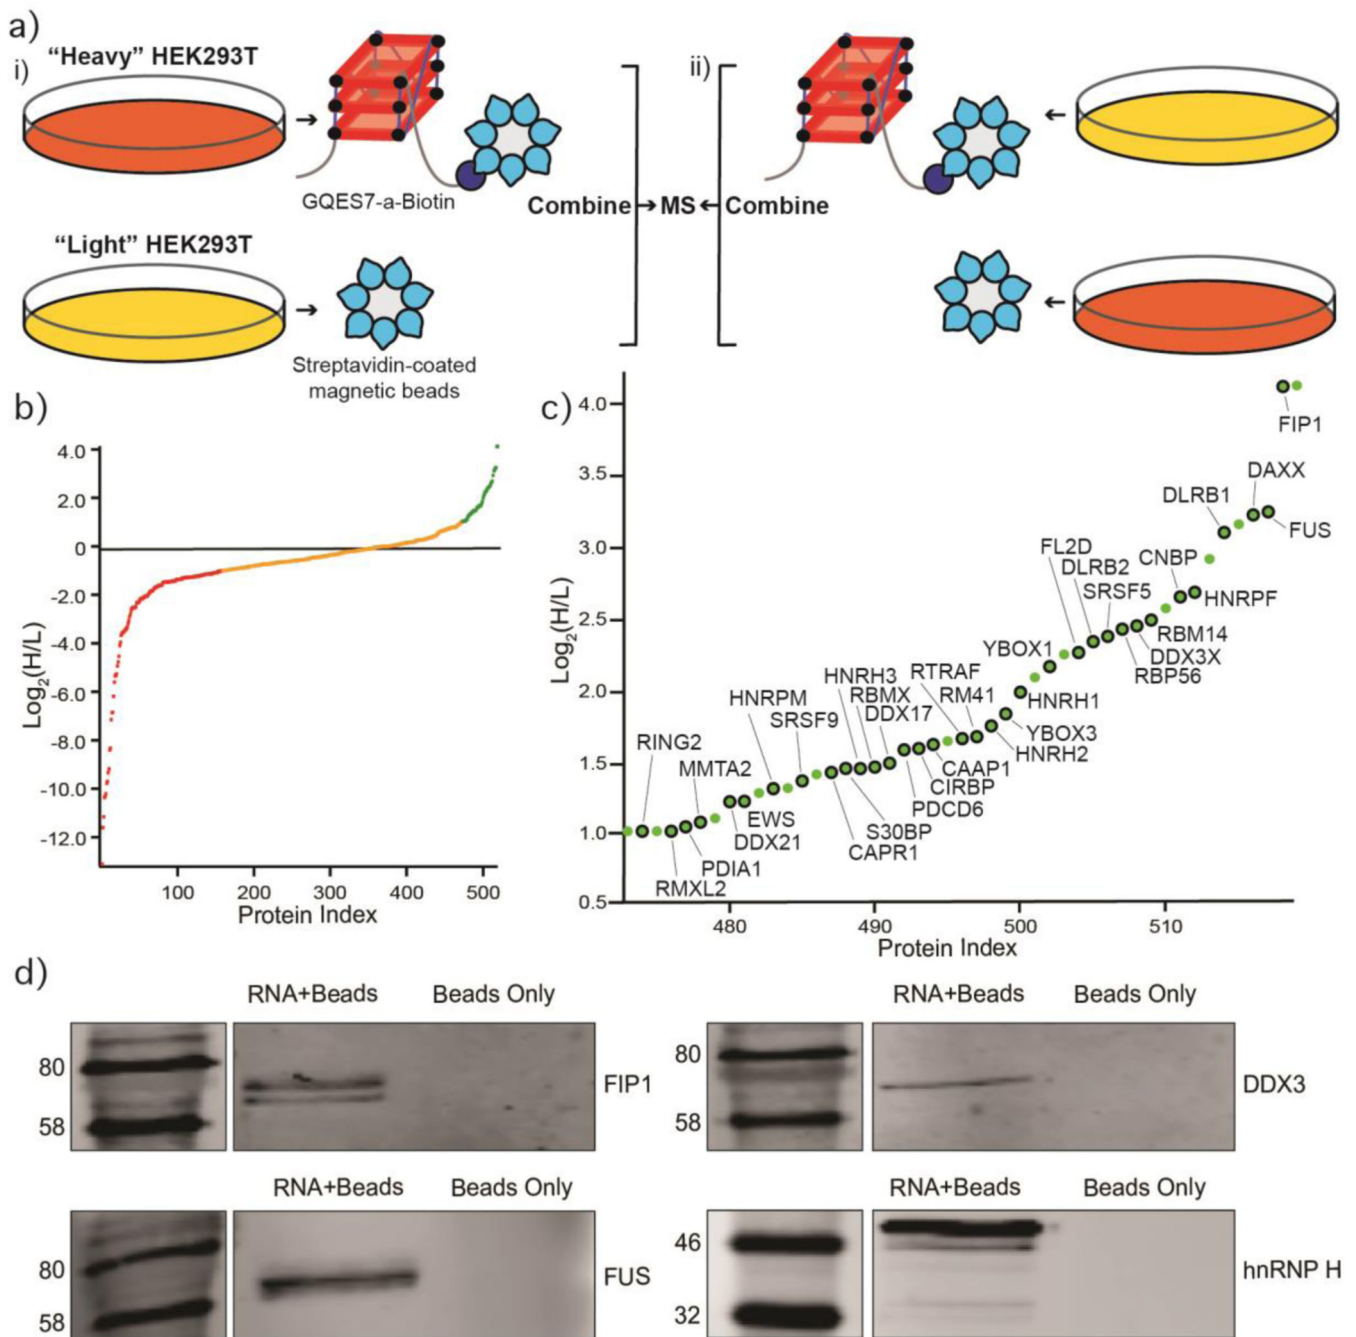 a)
i)
“Heavy” HEK293T
GQES7-a-Biotin
“Light” HEK293T
Streptavidin-coated
magnetic beads
Combine
MS
Combine
ii)
b)
Log2(H/L)
4.0
2.0
0
-2.0
-4.0
-6.0
-8.0
-10.0
-12.0
100
200
300
400
500
Protein Index
c)
Log2(H/L)
4.0
3.5
3.0
2.5
2.0
1.5
1.0
0.5
480
490
500
510
Protein Index
FIP1
DAXX
DLRB1
FUS
FL2D
DLRB2
CNBP
SRSF5
HNRPF
YBOX1
RBM14
DDX3X
RBP56
HNRH3
RTRAF
HNRPM
RBMX
RM41
HNRH1
SRSF9
DDX17
YBOX3
RING2
HNRH2
MMTA2
CAAP1
CIRBP
PDCD6
EWS
S30BP
DDX21
CAPR1
PDIA1
RMXL2
d)
RNA+Beads
Beads Only
80
58
FIP1
RNA+Beads
Beads Only
80
58
DDX3
RNA+Beads
Beads Only
80
58
FUS
RNA+Beads
Beads Only
46
32
hnRNP H